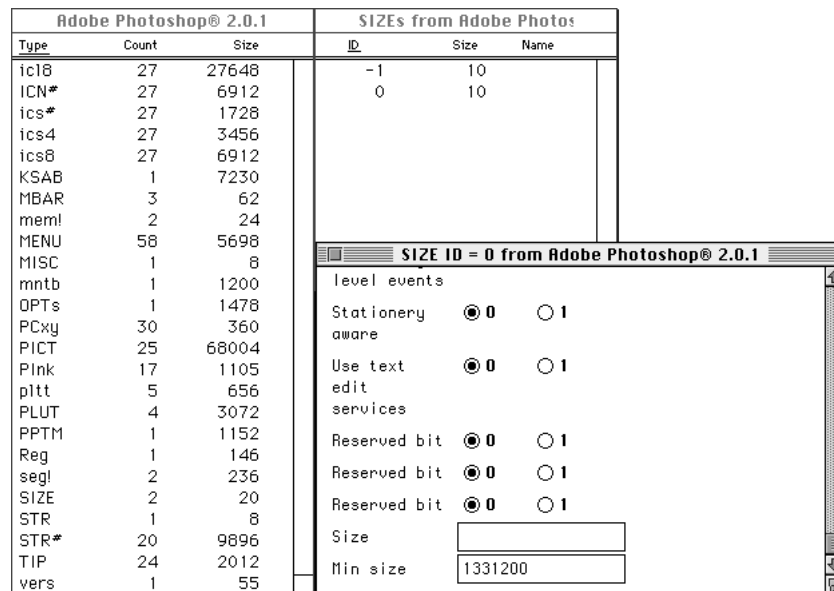 Adobe Photoshop® 2.0.1
Type Count Size
icl8 27 27648
ICN# 27 6912
ics# 27 1728
ics4 27 3456
ics8 27 6912
KSAB 1 7230
MBAR 3 62
mem! 2 24
MENU 58 5698
MISC 1 8
mntb 1 1200
OPTs 1 1478
PCxy 30 360
PICT 25 68004
PInk 17 1105
pltt 5 656
PLUT 4 3072
PPTM 1 1152
Reg 1 146
seg! 2 236
SIZE 2 20
STR 1 8
STR# 20 9896
TIP 24 2012
vers 1 55
SIZEs from Adobe Photos
ID Size Name
-1 10
0 10
SIZE ID = 0 from Adobe Photoshop® 2.0.1
level events
Stationery 0 1
aware
Use text 0 1
edit
services
Reserved bit 0 1
Reserved bit 0 1
Reserved bit 0 1
Size
Min size 1331200